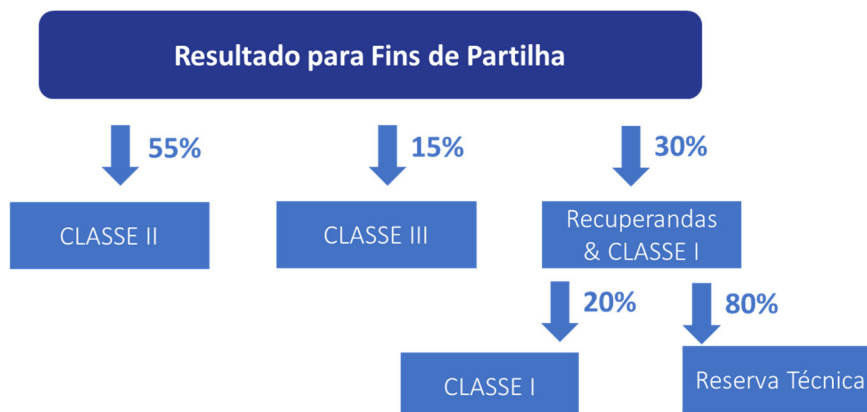 Resultado para Fins de Partilha
55%
15%
30%
CLASSE II
CLASSE III
Recuperandas
& CLASSE I
20%
80%
CLASSE I
Reserva Técnica